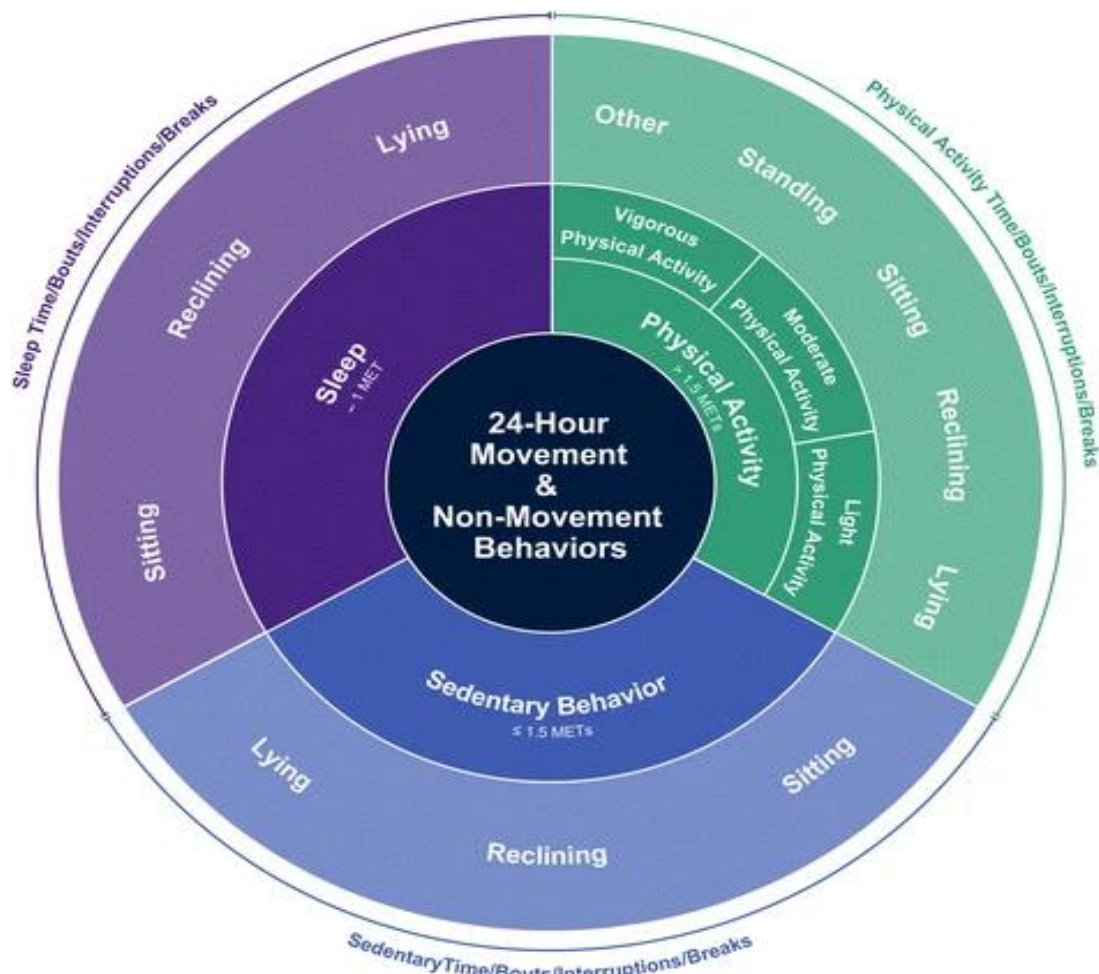 24-Hour
Movement
&
Non-Movement
Behaviors
Physical Activity
> 1.5 METs
Vigorous
Physical Activity
Moderate
Physical Activity
Light
Physical Activity
Other
Standing
Sitting
Reclining
Lying
Physical Activity Time/Bouts/Interruptions/Breaks
Sedentary Behavior
≤ 1.5 METs
Sitting
Reclining
Lying
SedentaryTime/Bouts/Interruptions/Breaks
Sleep
~ 1 MET
Sitting
Reclining
Lying
Sleep Time/Bouts/Interruptions/Breaks